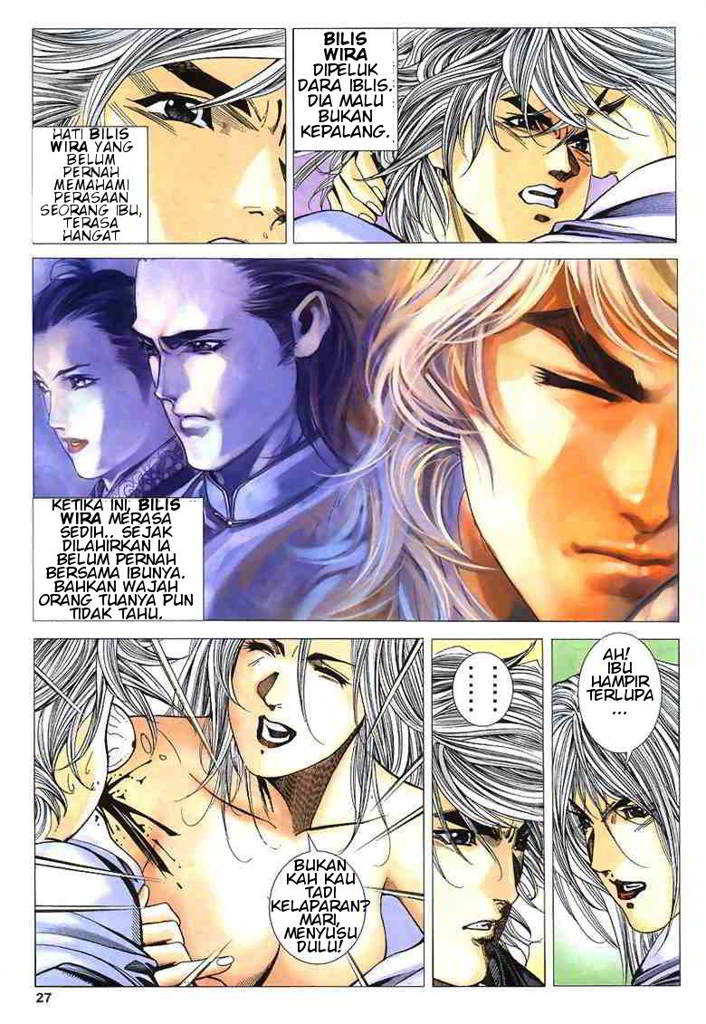 HATI BILIS
WIRA YANG
BELUM
PERNAH
MEMAHAMI
PERASAAN
SEORANG IBU,
TERASA
HANGAT
BILIS
WIRA
DIPELUK
DARA IBLIS.
DIA MALU
BUKAN
KEPALANG.
KETIKA INI, BILIS
WIRA MERASA
SEDIH.. SEJAK
DILAHIRKAN IA
BELUM PERNAH
BERSAMA IBUNYA.
BAHKAN WAJAH
ORANG TUANYA PUN
TIDAK TAHU.
BUKAN
KAH KAU
TADI
KELAPARAN?
MARI,
MENYUSU
DULU!
......
AH!
IBU
HAMPIR
TERLUPA
...
27